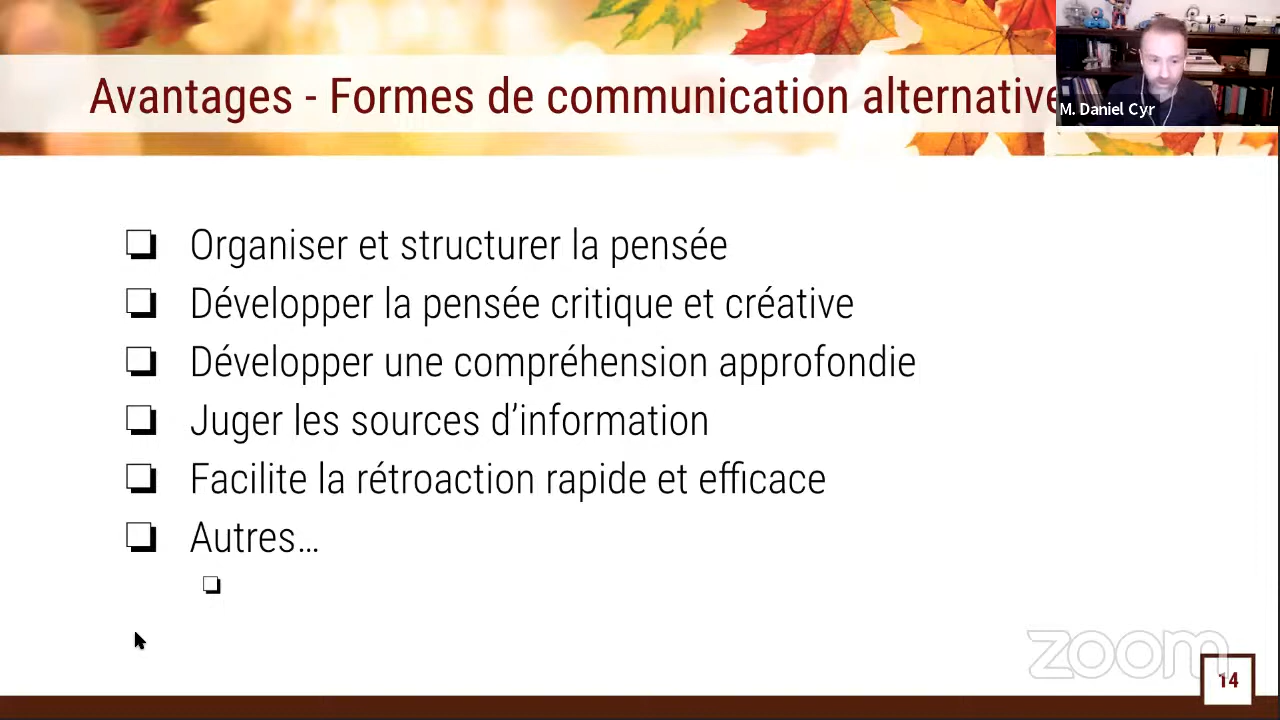 Avantages - Formes de communication alternative
M. Daniel Cyr
Organiser et structurer la pensée
Développer la pensée critique et créative
Développer une compréhension approfondie
Juger les sources d’information
Facilite la rétroaction rapide et efficace
Autres…
zoom
14